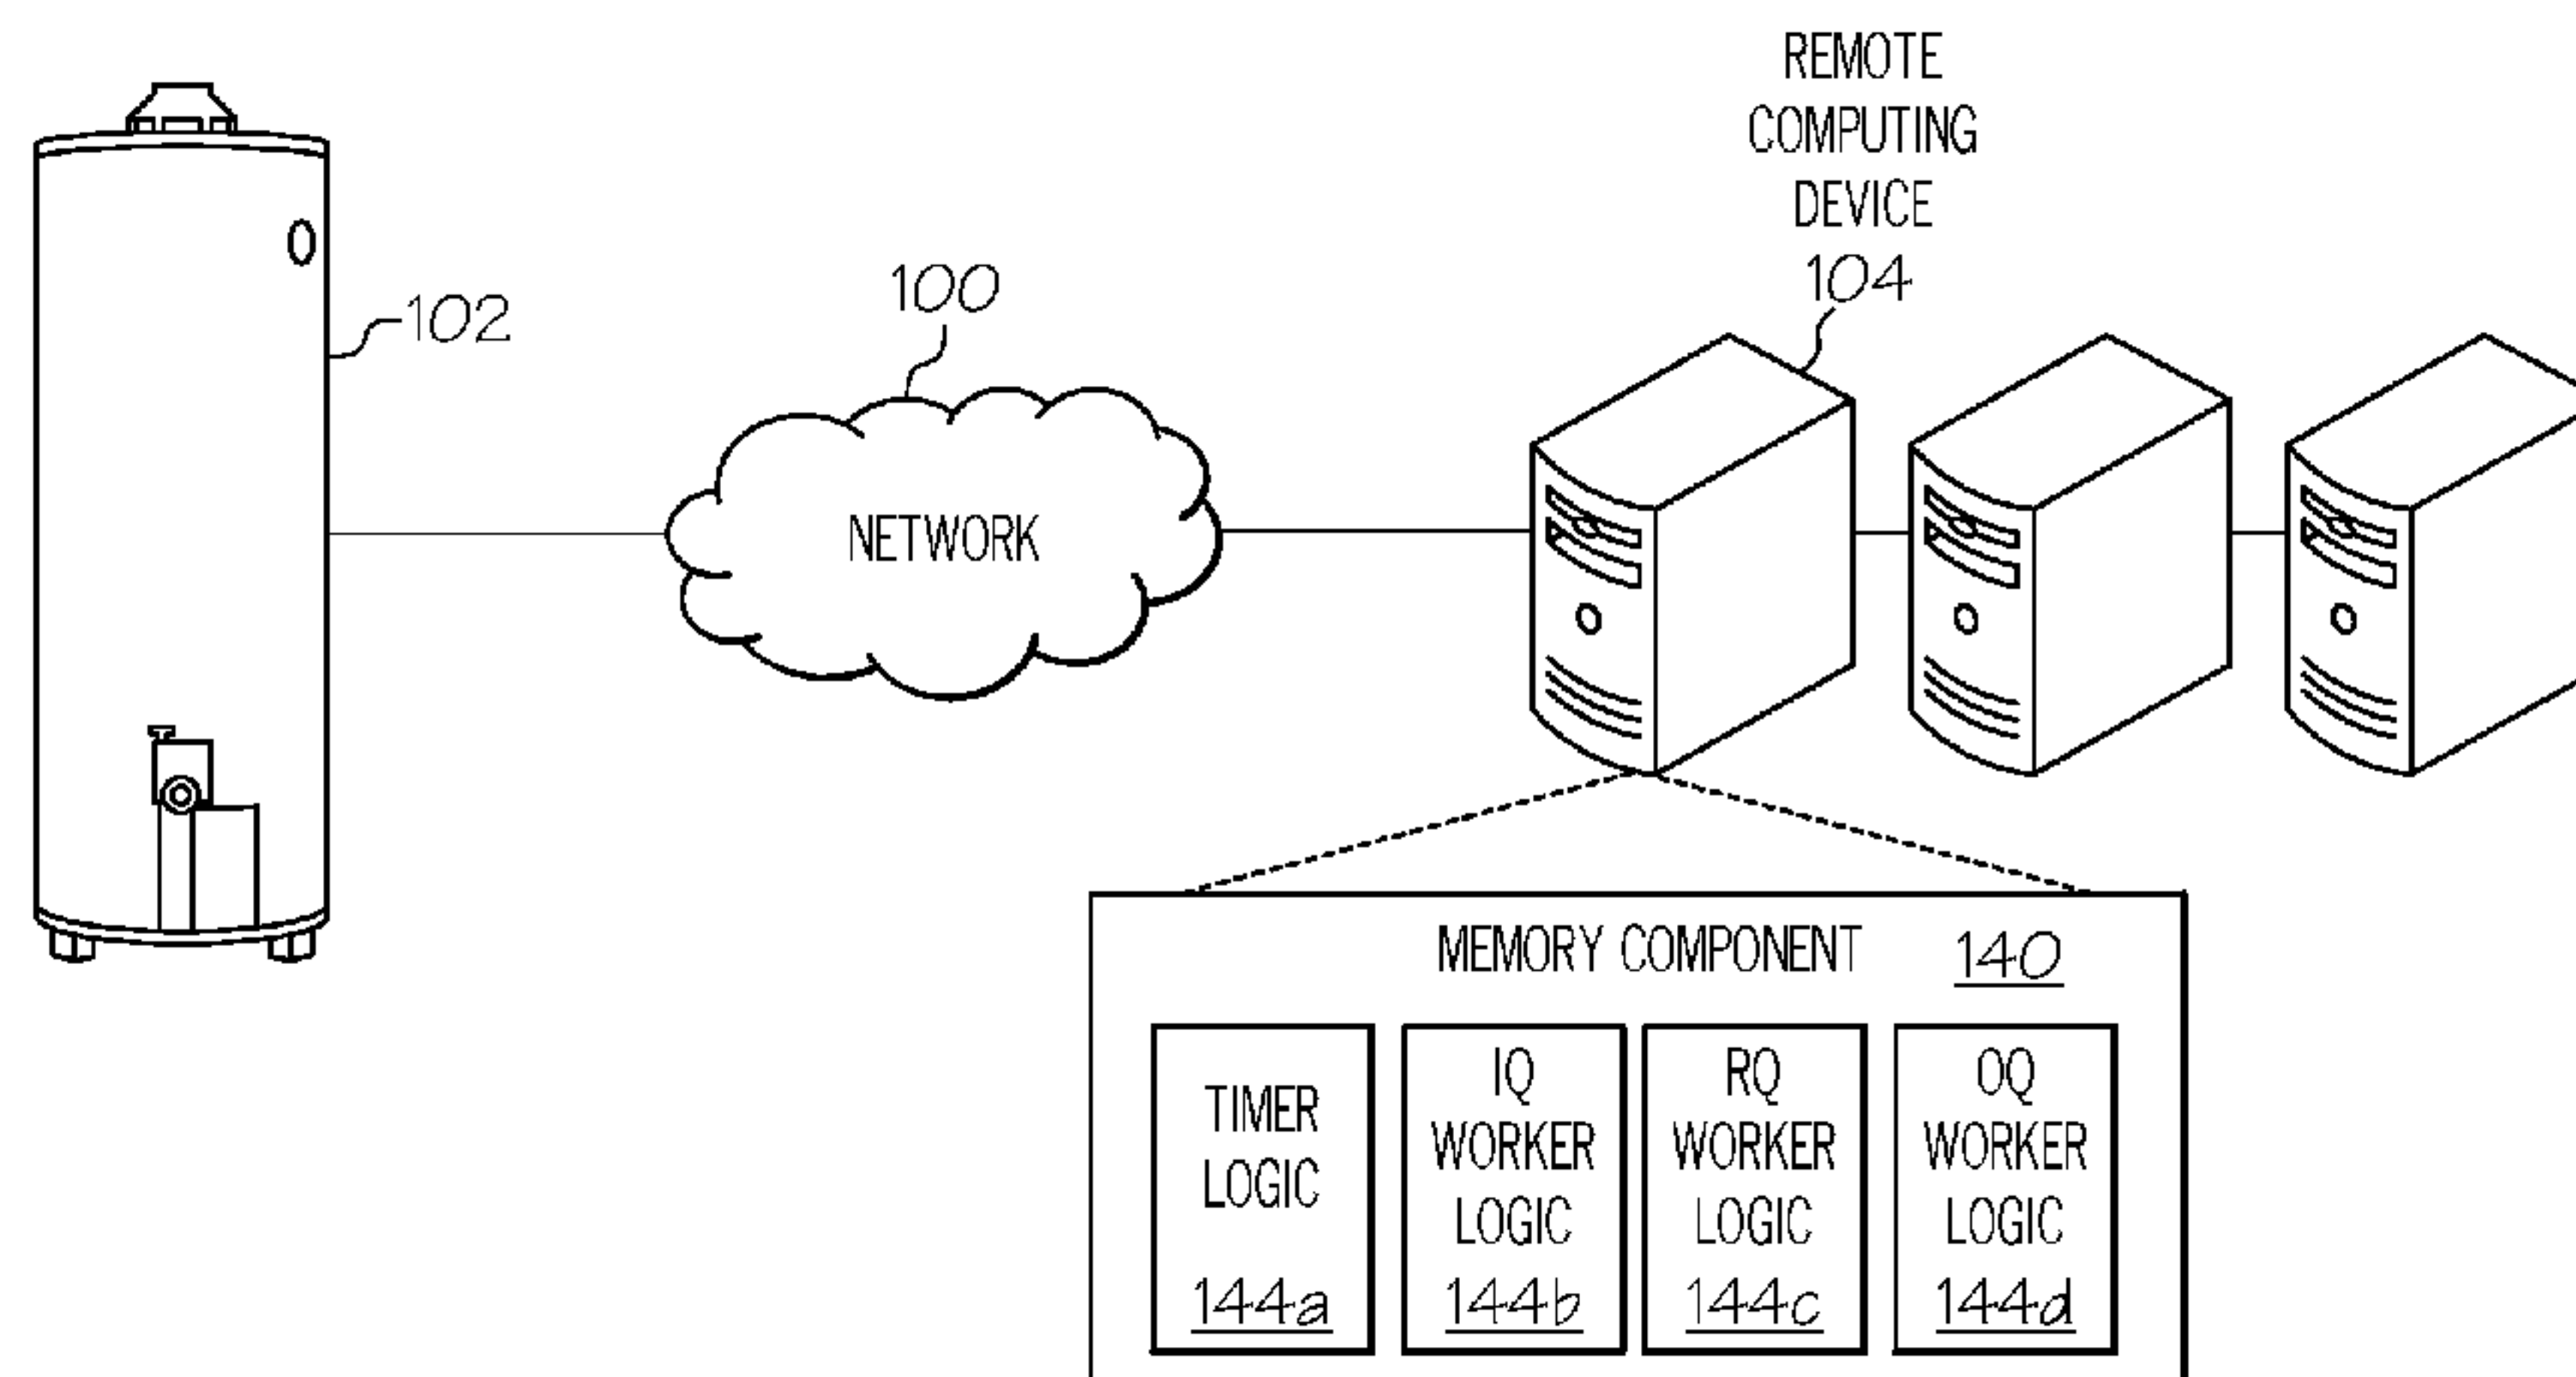 REMOTE
COMPUTING
DEVICE
104
100
102
NETWORK
MEMORY COMPONENT 140
TIMER
LOGIC
144a
IQ
WORKER
LOGIC
144b
RQ
WORKER
LOGIC
144c
OQ
WORKER
LOGIC
144d